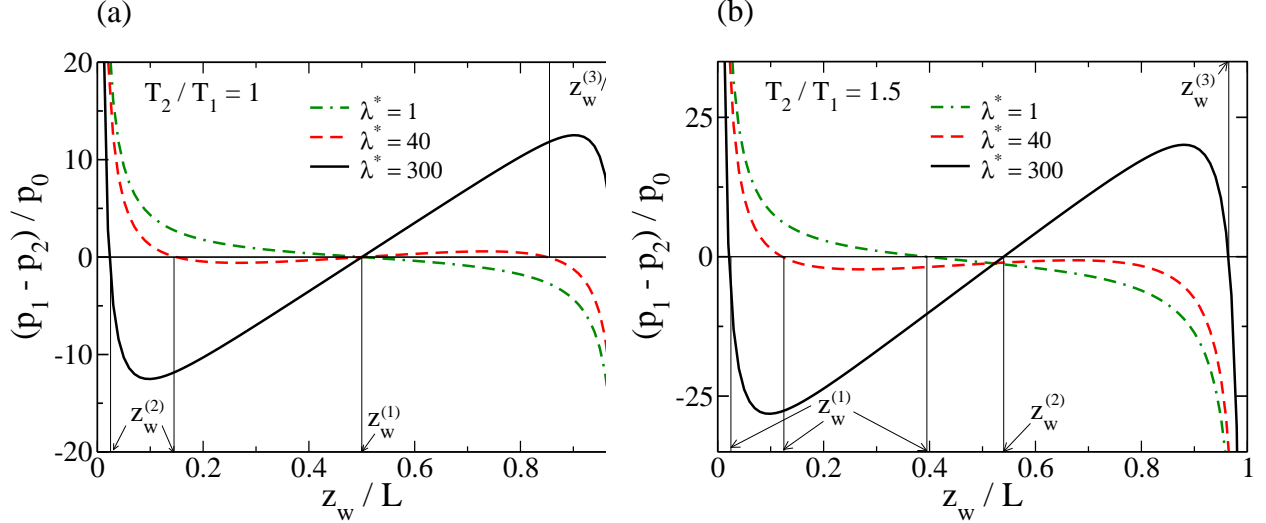 (a)
(b)
20
10
0
-10
-20
(p₁ - p₂) / p₀
T₂ / T₁ = 1
λ* = 1
λ* = 40
λ* = 300
z_w^(3)/
z_w^(2)
z_w^(1)
0 0.2 0.4 0.6 0.8
z_w / L
25
0
-25
(p₁ - p₂) / p₀
T₂ / T₁ = 1.5
λ* = 1
λ* = 40
λ* = 300
z_w^(3)
z_w^(1)
z_w^(2)
0 0.2 0.4 0.6 0.8 1
z_w / L